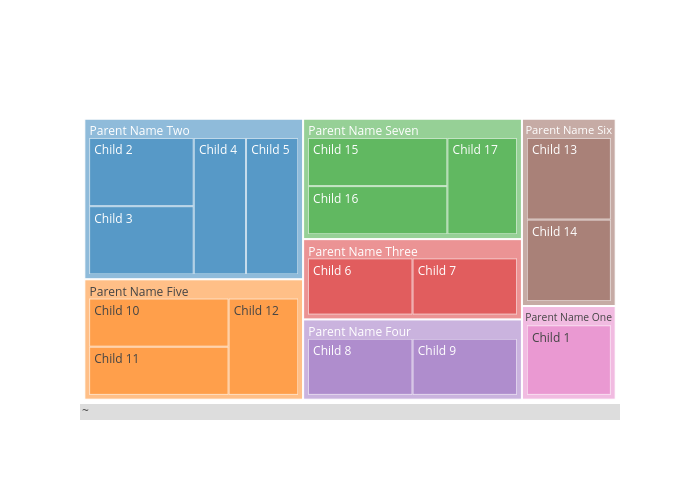 Parent Name Two
Child 2
Child 3
Child 4
Child 5
Parent Name Five
Child 10
Child 11
Child 12
Parent Name Seven
Child 15
Child 16
Child 17
Parent Name Three
Child 6
Child 7
Parent Name Four
Child 8
Child 9
Parent Name Six
Child 13
Child 14
Parent Name One
Child 1
~